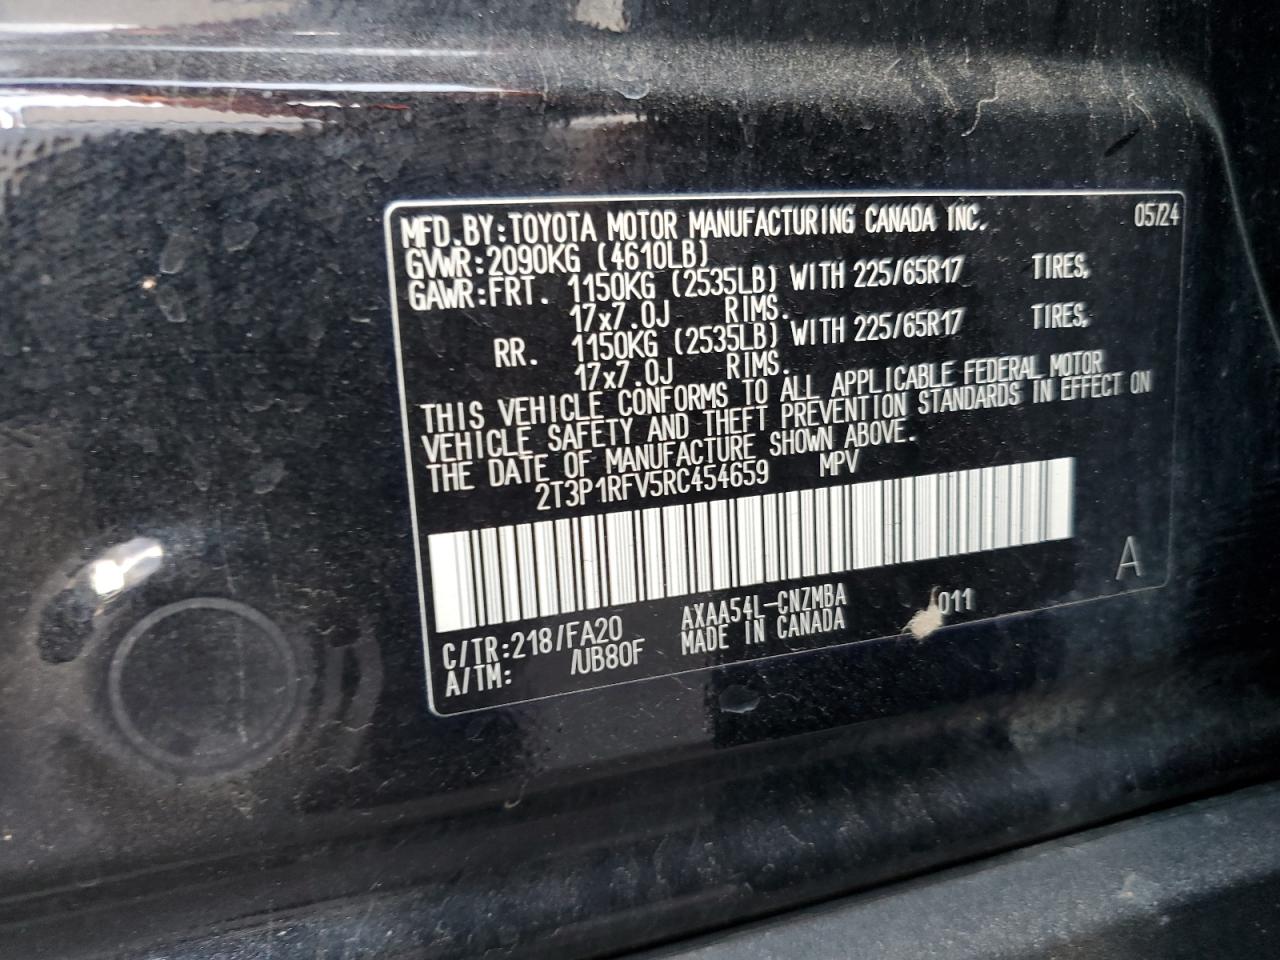 MFD.BY:TOYOTA MOTOR MANUFACTURING CANADA INC. 05/24
GVWR:2090KG (4610LB)
GAWR:FRT. 1150KG (2535LB) WITH 225/65R17 TIRES,
17x7.0J RIMS.
RR. 1150KG (2535LB) WITH 225/65R17 TIRES,
17x7.0J RIMS.
THIS VEHICLE CONFORMS TO ALL APPLICABLE FEDERAL MOTOR
VEHICLE SAFETY AND THEFT PREVENTION STANDARDS IN EFFECT ON
THE DATE OF MANUFACTURE SHOWN ABOVE.
2T3P1RFV5RC454659 MPV
A
C/TR:218/FA20 AXAA54L-CNZMBA 011
A/TM: /UB80F MADE IN CANADA